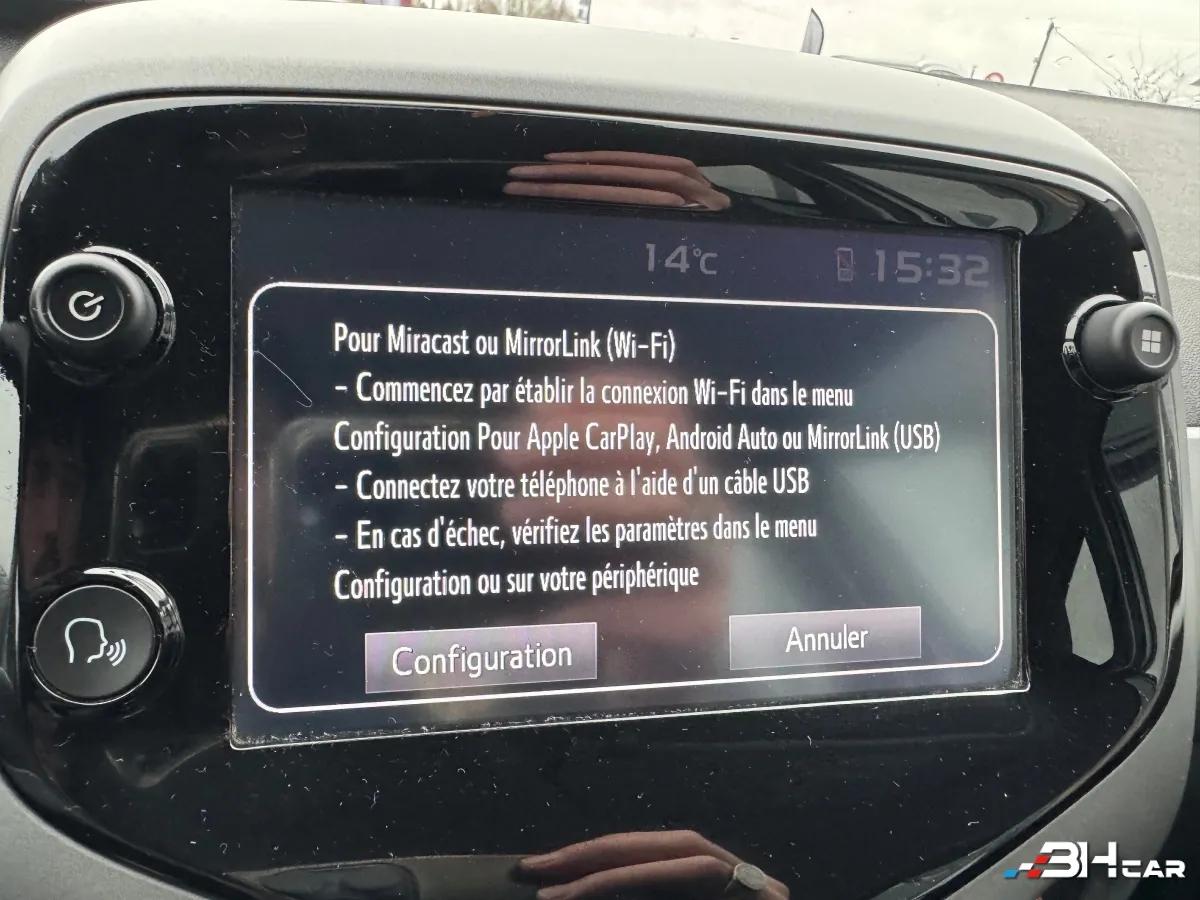 14°C 15:32
Pour Miracast ou MirrorLink (Wi-Fi)
- Commencez par établir la connexion Wi-Fi dans le menu
Configuration Pour Apple CarPlay, Android Auto ou MirrorLink (USB)
- Connectez votre téléphone à l'aide d'un câble USB
- En cas d'échec, vérifiez les paramètres dans le menu
Configuration ou sur votre périphérique
Configuration Annuler
3HCAR